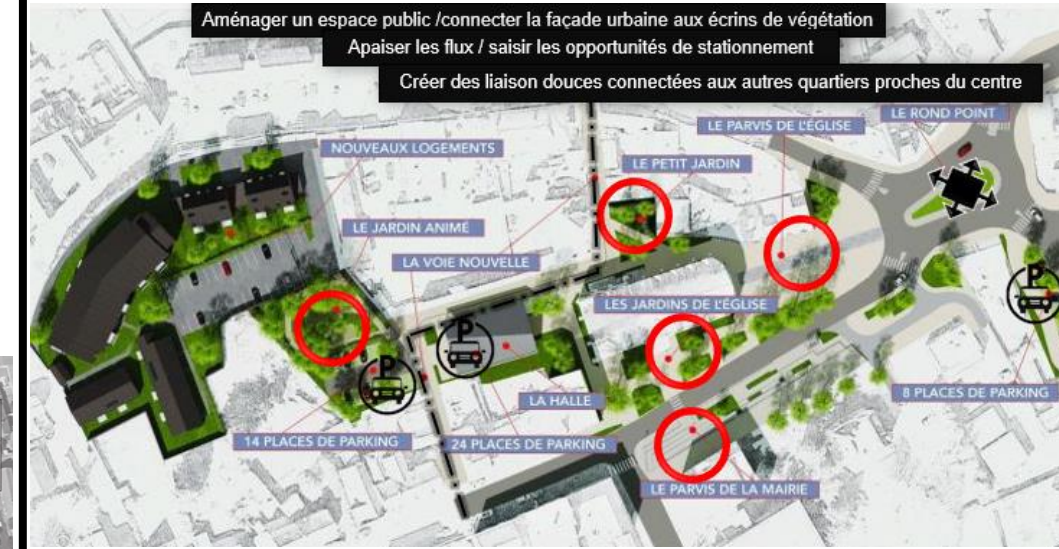 Aménager un espace public /connecter la façade urbaine aux écrins de végétation
Apaiser les flux / saisir les opportunités de stationnement
Créer des liaison douces connectées aux autres quartiers proches du centre
LE ROND POINT
LE PARVIS DE L'ÉGLISE
NOUVEAUX LOGEMENTS
LE PETIT JARDIN
LE JARDIN ANIMÉ
LA VOIE NOUVELLE
LES JARDINS DE L'ÉGLISE
P
P
P
LA HALLE
8 PLACES DE PARKING
14 PLACES DE PARKING
24 PLACES DE PARKING
LE PARVIS DE LA MAIRIE